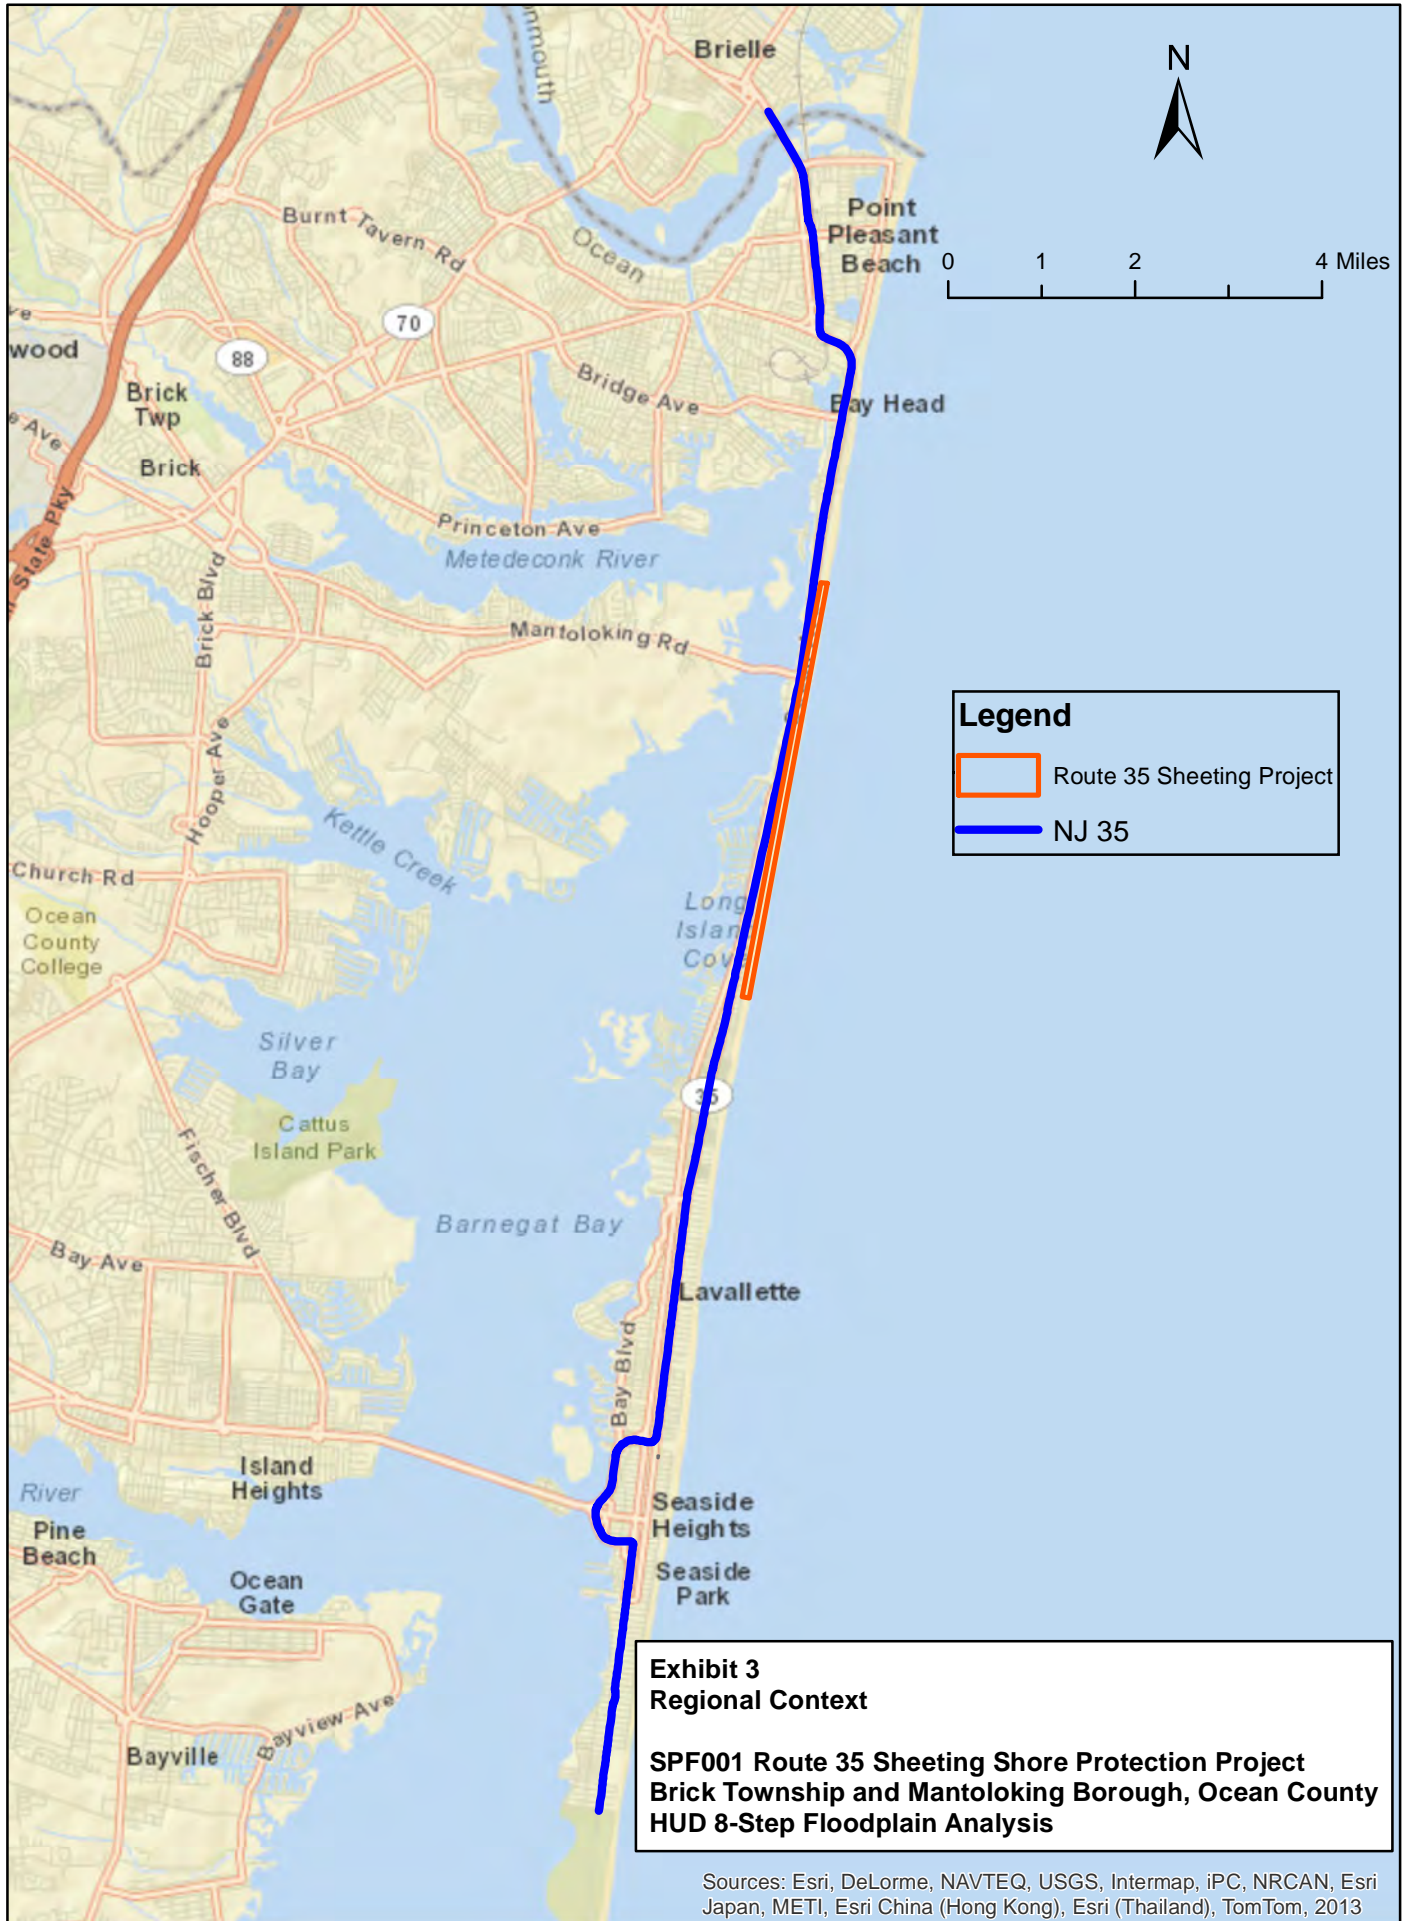 Brielle
onmouth
N
Point
Pleasant
Beach
0 1 2 4 Miles
Burnt Tavern Rd
Ocean
70
88
ve
wood
Brick
Twp
Bridge Ave
Bay Head
e Ave
Brick
State Pky
Princeton Ave
Metedeconk River
Brick Blvd
Mantoloking Rd
Legend
Route 35 Sheeting Project
NJ 35
Hooper Ave
Kettle Creek
Church Rd
Long
Island
Cove
Ocean
County
College
Silver
Bay
35
Cattus
Island Park
Fischer Blvd
Barnegat Bay
Bay Ave
Lavallette
Bay Blvd
Island
Heights
River
Seaside
Heights
Pine
Beach
Seaside
Park
Ocean
Gate
Bayview Ave
Bayville
Exhibit 3
Regional Context
SPF001 Route 35 Sheeting Shore Protection Project
Brick Township and Mantoloking Borough, Ocean County
HUD 8-Step Floodplain Analysis
Sources: Esri, DeLorme, NAVTEQ, USGS, Intermap, iPC, NRCAN, Esri
Japan, METI, Esri China (Hong Kong), Esri (Thailand), TomTom, 2013